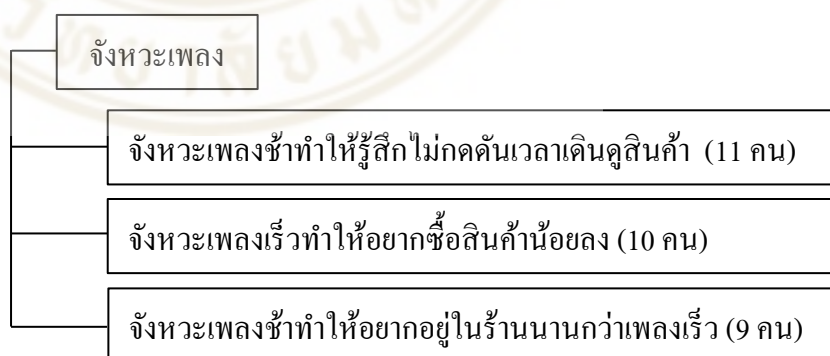 จังหวะเพลง
จังหวะเพลงช้าทำให้รู้สึกไม่กดดันเวลาเดินดูสินค้า (11 คน)
จังหวะเพลงเร็วทำให้อยากซื้อสินค้าน้อยลง (10 คน)
จังหวะเพลงช้าทำให้อยากอยู่ในร้านนานกว่าเพลงเร็ว (9 คน)